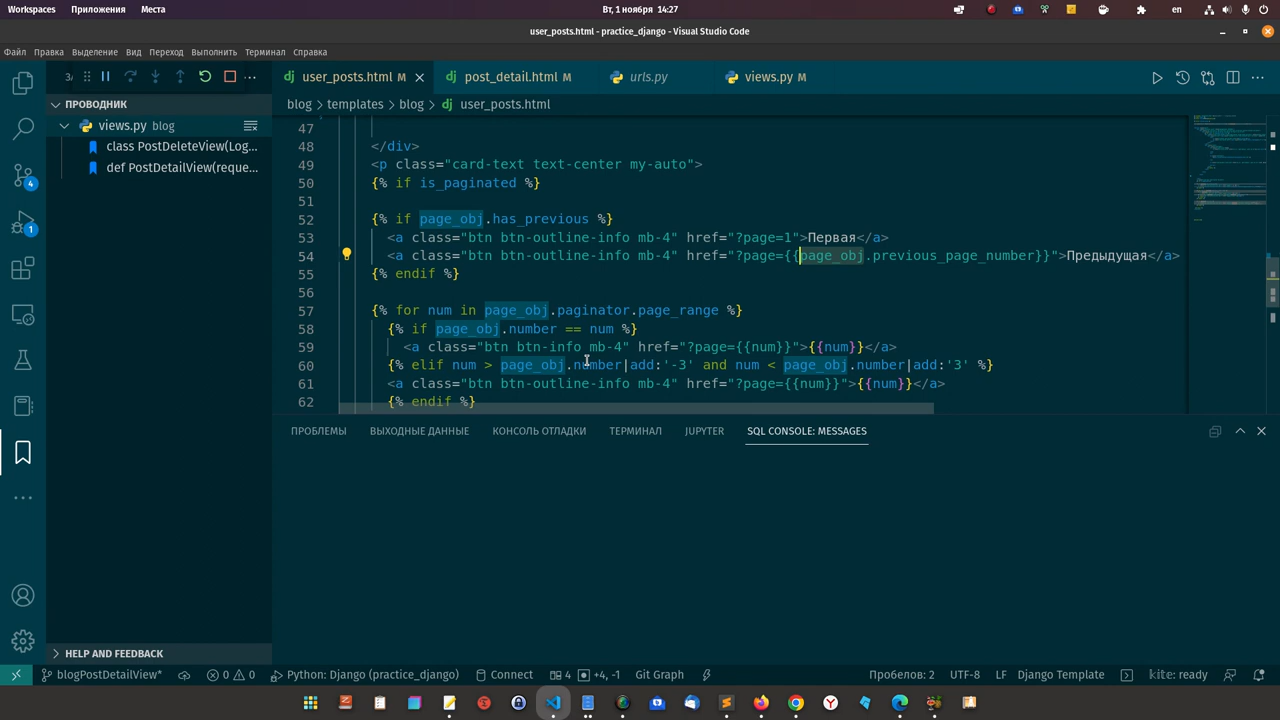 Workspaces Приложения Места
Вт, 1 ноября 14:27
en
user_posts.html - practice_django - Visual Studio Code
Файл Правка Выделение Вид Переход Выполнить Терминал Справка
user_posts.html M
post_detail.html M
urls.py
views.py M
ПРОВОДНИК
blog > templates > blog > user_posts.html
views.py blog
class PostDeleteView(Log...
def PostDetailView(reque...
47
48 </div>
49 <p class="card-text text-center my-auto">
50 {% if is_paginated %}
51
52 {% if page_obj.has_previous %}
53 <a class="btn btn-outline-info mb-4" href="?page=1">Первая</a>
54 <a class="btn btn-outline-info mb-4" href="?page={{page_obj.previous_page_number}}">Предыдущая</a>
55 {% endif %}
56
57 {% for num in page_obj.paginator.page_range %}
58 {% if page_obj.number == num %}
59 <a class="btn btn-info mb-4" href="?page={{num}}">{{num}}</a>
60 {% elif num > page_obj.number|add:'-3' and num < page_obj.number|add:'3' %}
61 <a class="btn btn-outline-info mb-4" href="?page={{num}}">{{num}}</a>
62 {% endif %}
4
1
ПРОБЛЕМЫ ВЫХОДНЫЕ ДАННЫЕ КОНСОЛЬ ОТЛАДКИ ТЕРМИНАЛ JUPYTER SQL CONSOLE: MESSAGES
HELP AND FEEDBACK
blogPostDetailView* 0 0 Python: Django (practice_django) Connect 4 +4, -1 Git Graph
Пробелов: 2 UTF-8 LF Django Template kite: ready